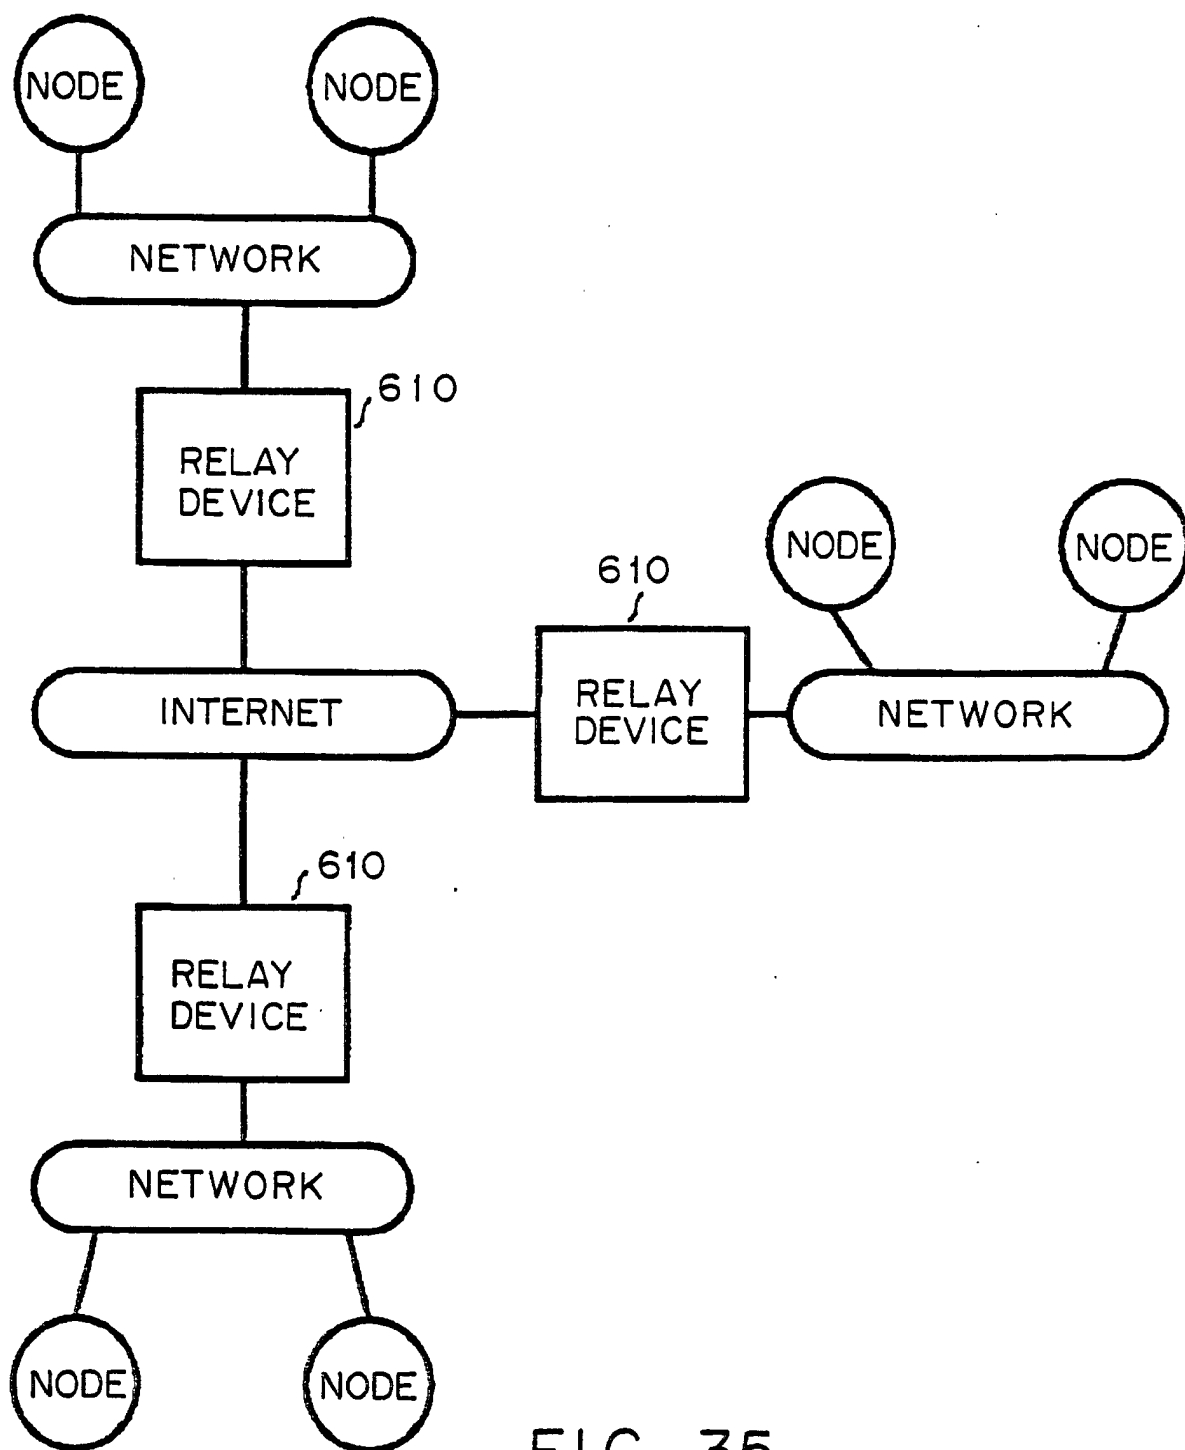 NODE
NODE
NETWORK
610
RELAY
DEVICE
NODE
NODE
610
RELAY
DEVICE
INTERNET
NETWORK
610
RELAY
DEVICE
NETWORK
NODE
NODE
FIG. 35